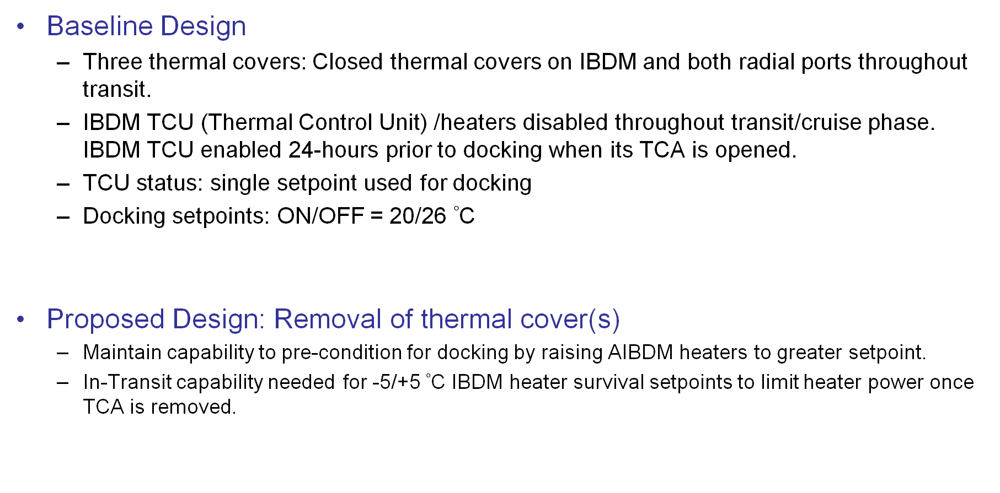 • Baseline Design
– Three thermal covers: Closed thermal covers on IBDM and both radial ports throughout
transit.
– IBDM TCU (Thermal Control Unit) /heaters disabled throughout transit/cruise phase.
IBDM TCU enabled 24-hours prior to docking when its TCA is opened.
– TCU status: single setpoint used for docking
– Docking setpoints: ON/OFF = 20/26 °C
• Proposed Design: Removal of thermal cover(s)
– Maintain capability to pre-condition for docking by raising AIBDM heaters to greater setpoint.
– In-Transit capability needed for -5/+5 °C IBDM heater survival setpoints to limit heater power once
TCA is removed.